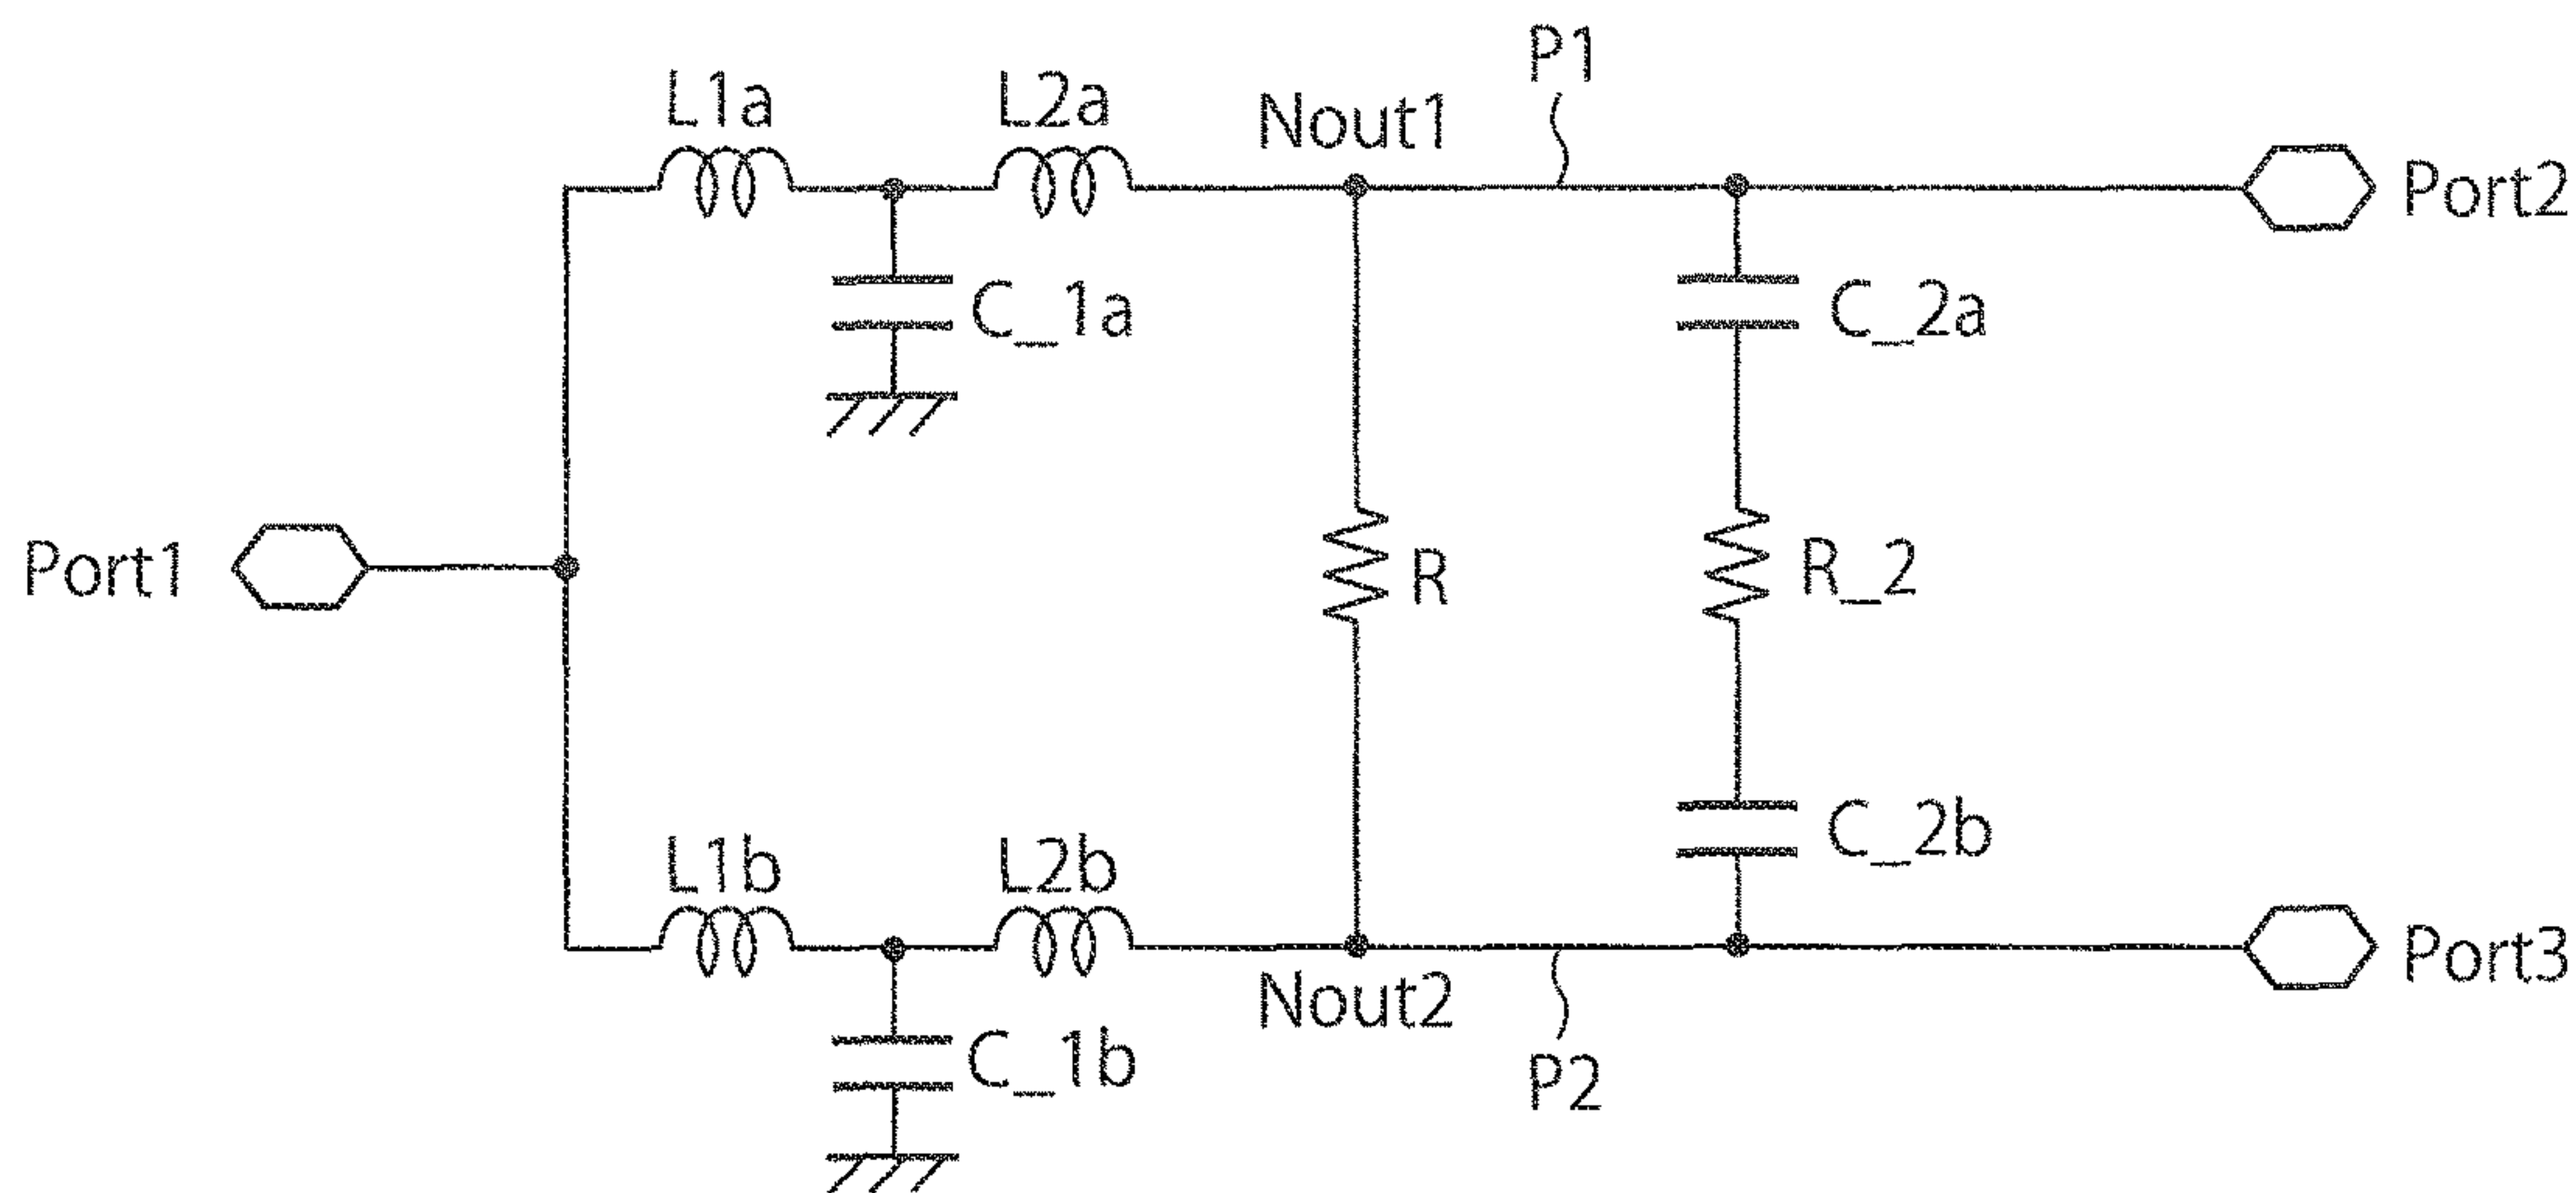 P1
L1a
L2a
Nout1
Port2
C_1a
C_2a
Port1
R
R_2
L1b
L2b
C_2b
Port3
Nout2
C_1b
P2